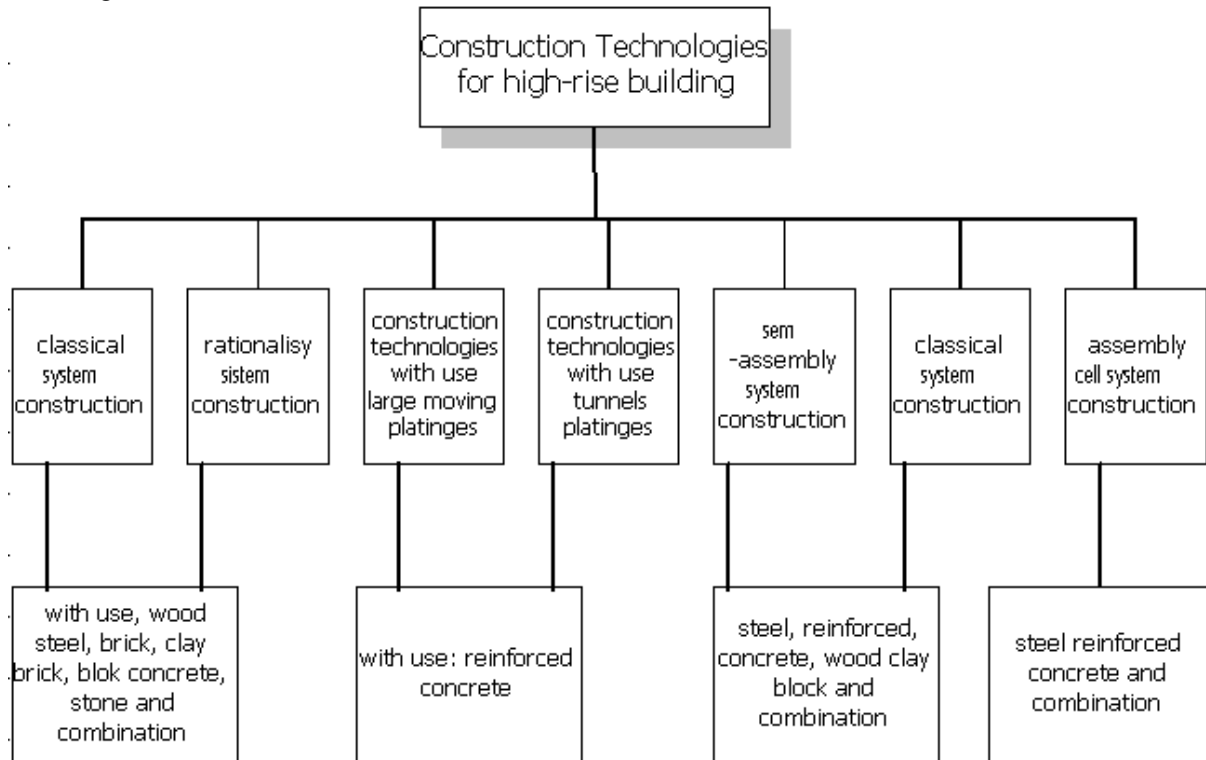 Construction Technologies
for high-rise building
classical
system
construction
rationalisy
sistem
construction
construction
technologies
with use
large moving
platinges
construction
technologies
with use
tunnels
platinges
sem
-assembly
system
construction
classical
system
construction
assembly
cell system
construction
with use, wood
steel, brick, clay
brick, blok concrete,
stone and
combination
with use: reinforced
concrete
steel, reinforced,
concrete, wood clay
block and
combination
steel reinforced
concrete and
combination